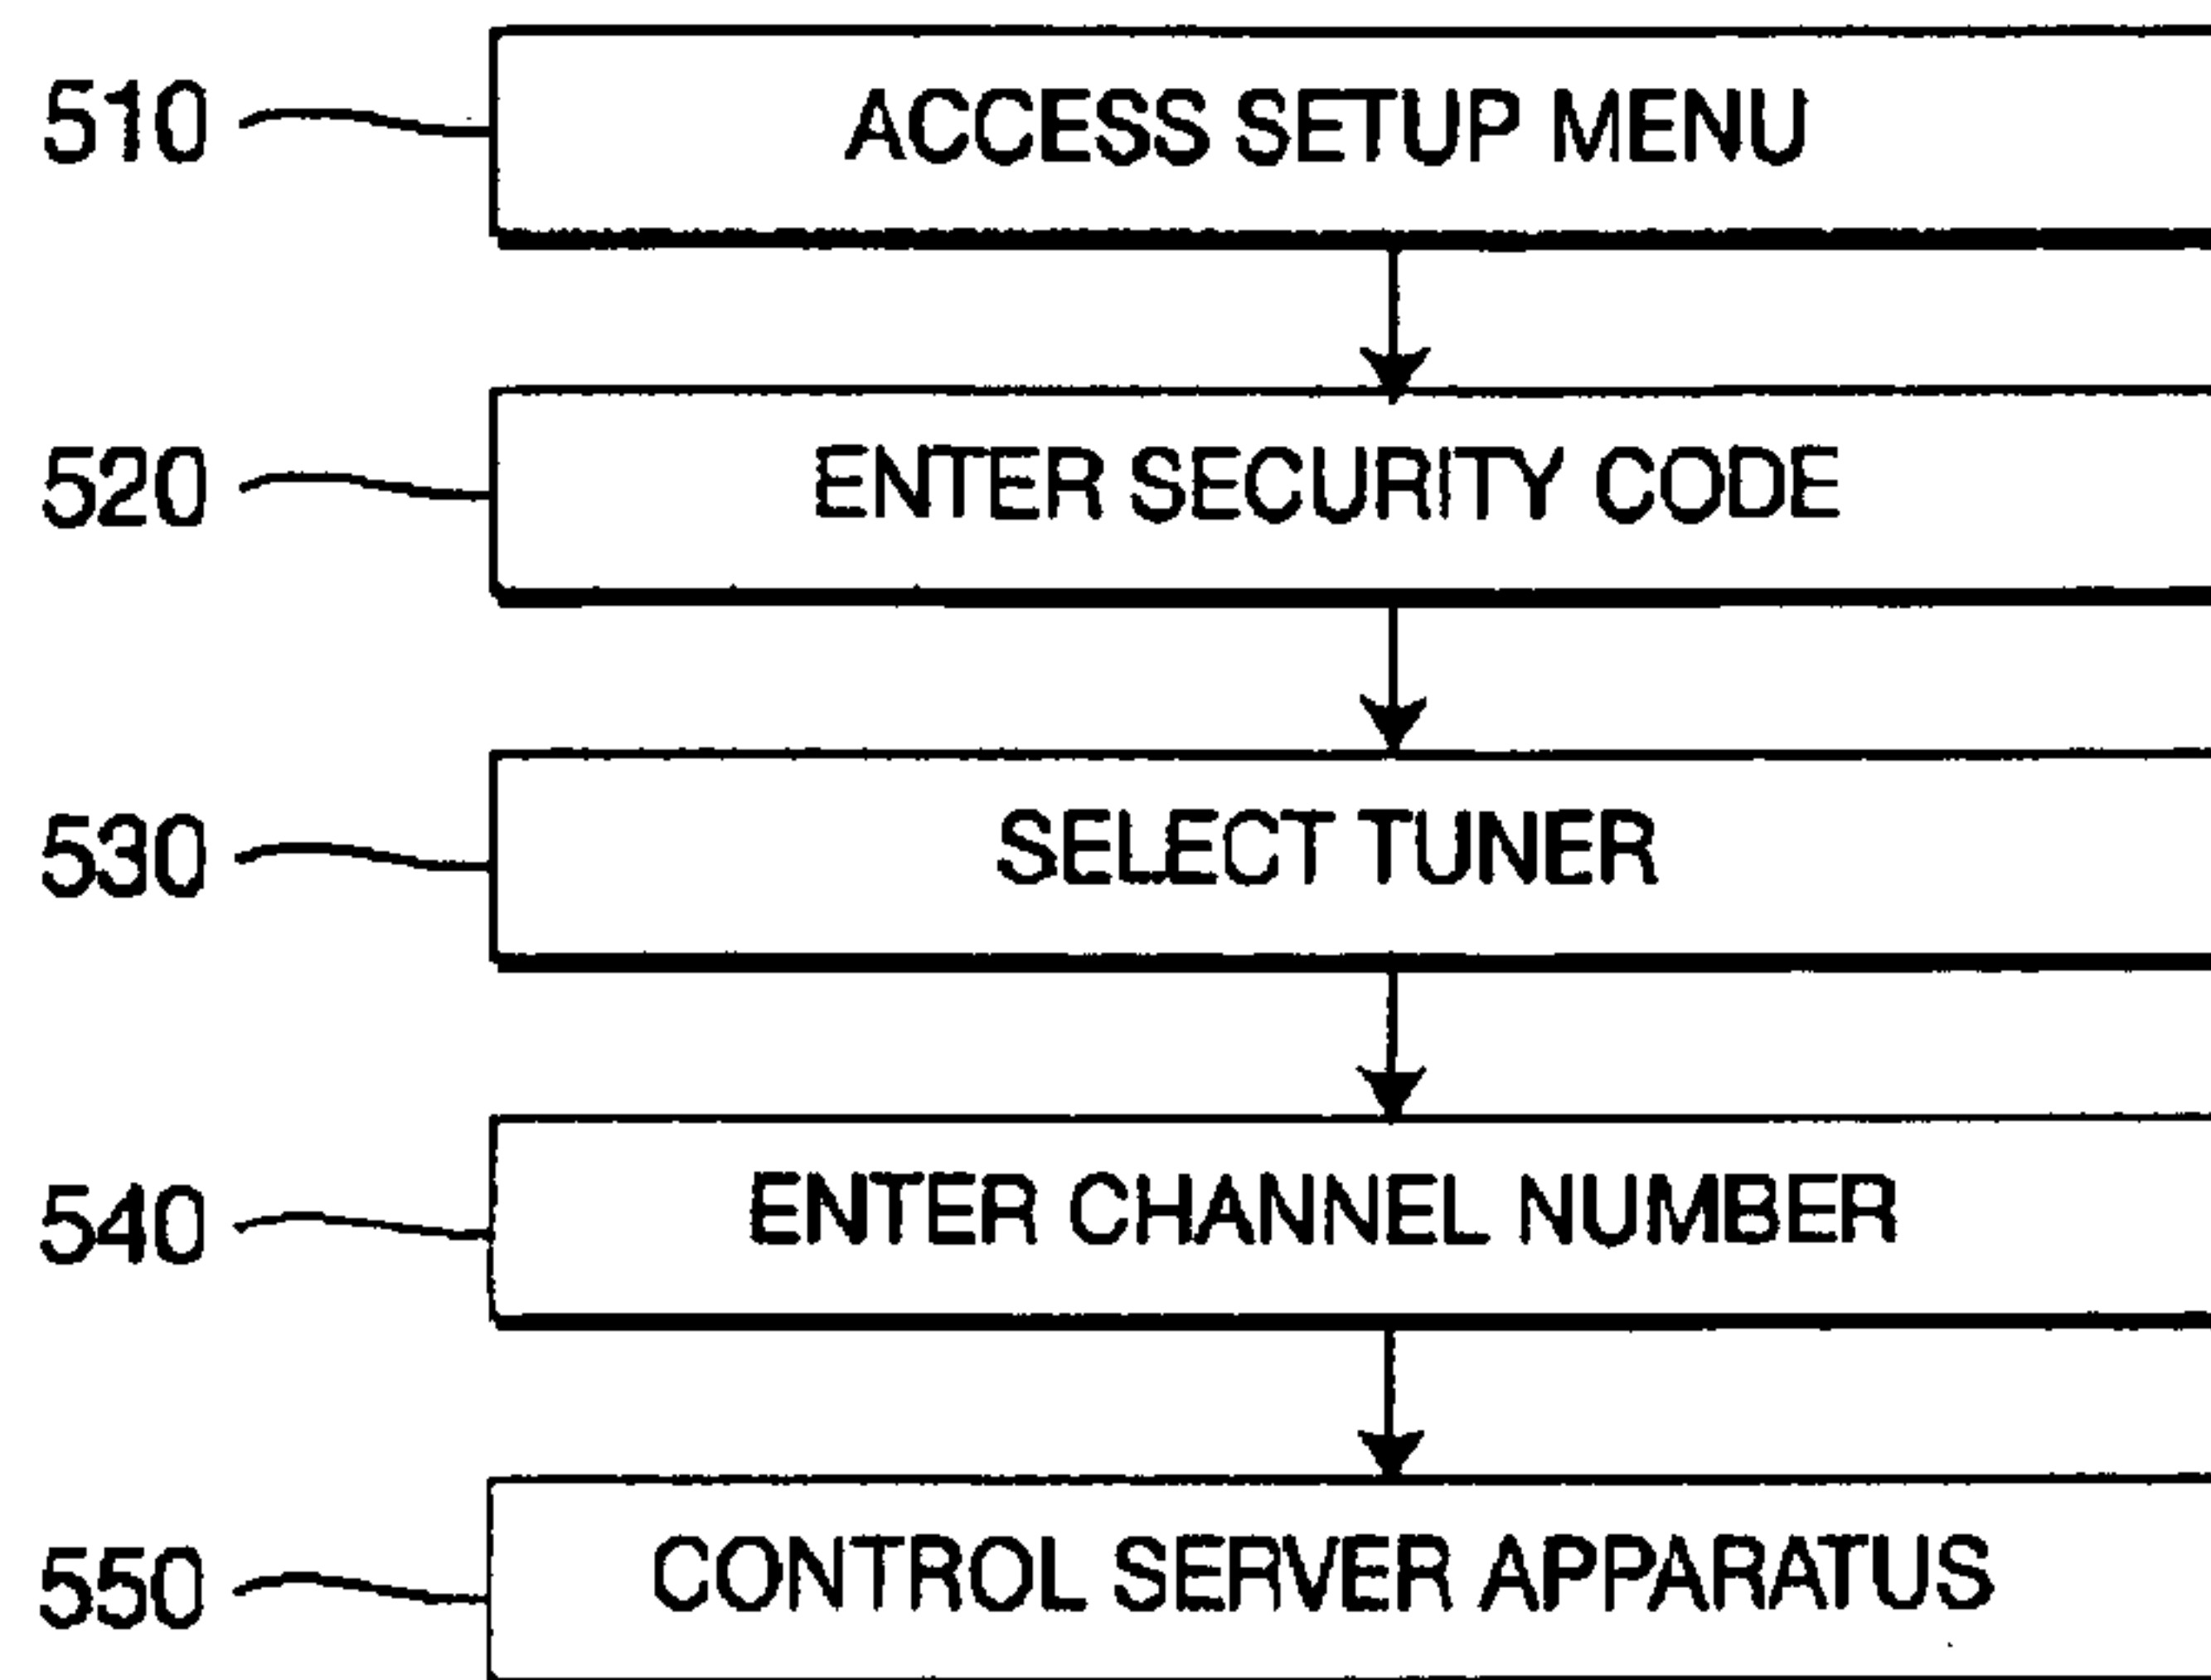 510 ACCESS SETUP MENU
520 ENTER SECURITY CODE
530 SELECT TUNER
540 ENTER CHANNEL NUMBER
550 CONTROL SERVER APPARATUS